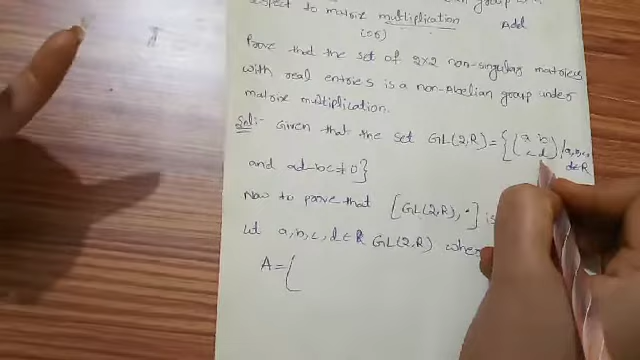 respect to matrix multiplication Add
(or)
Prove that the set of 2x2 non-singular matrices
with real entries is a non-Abelian group under
matrix multiplication.
Sol:- Given that the set GL(2,R) = { ( a b
c d ) / a, b, c,
d∈R
and ad-bc≠0}
Now to prove that [GL(2,R), •] is
Let a, b, c, d ∈ GL(2,R) where
A = (